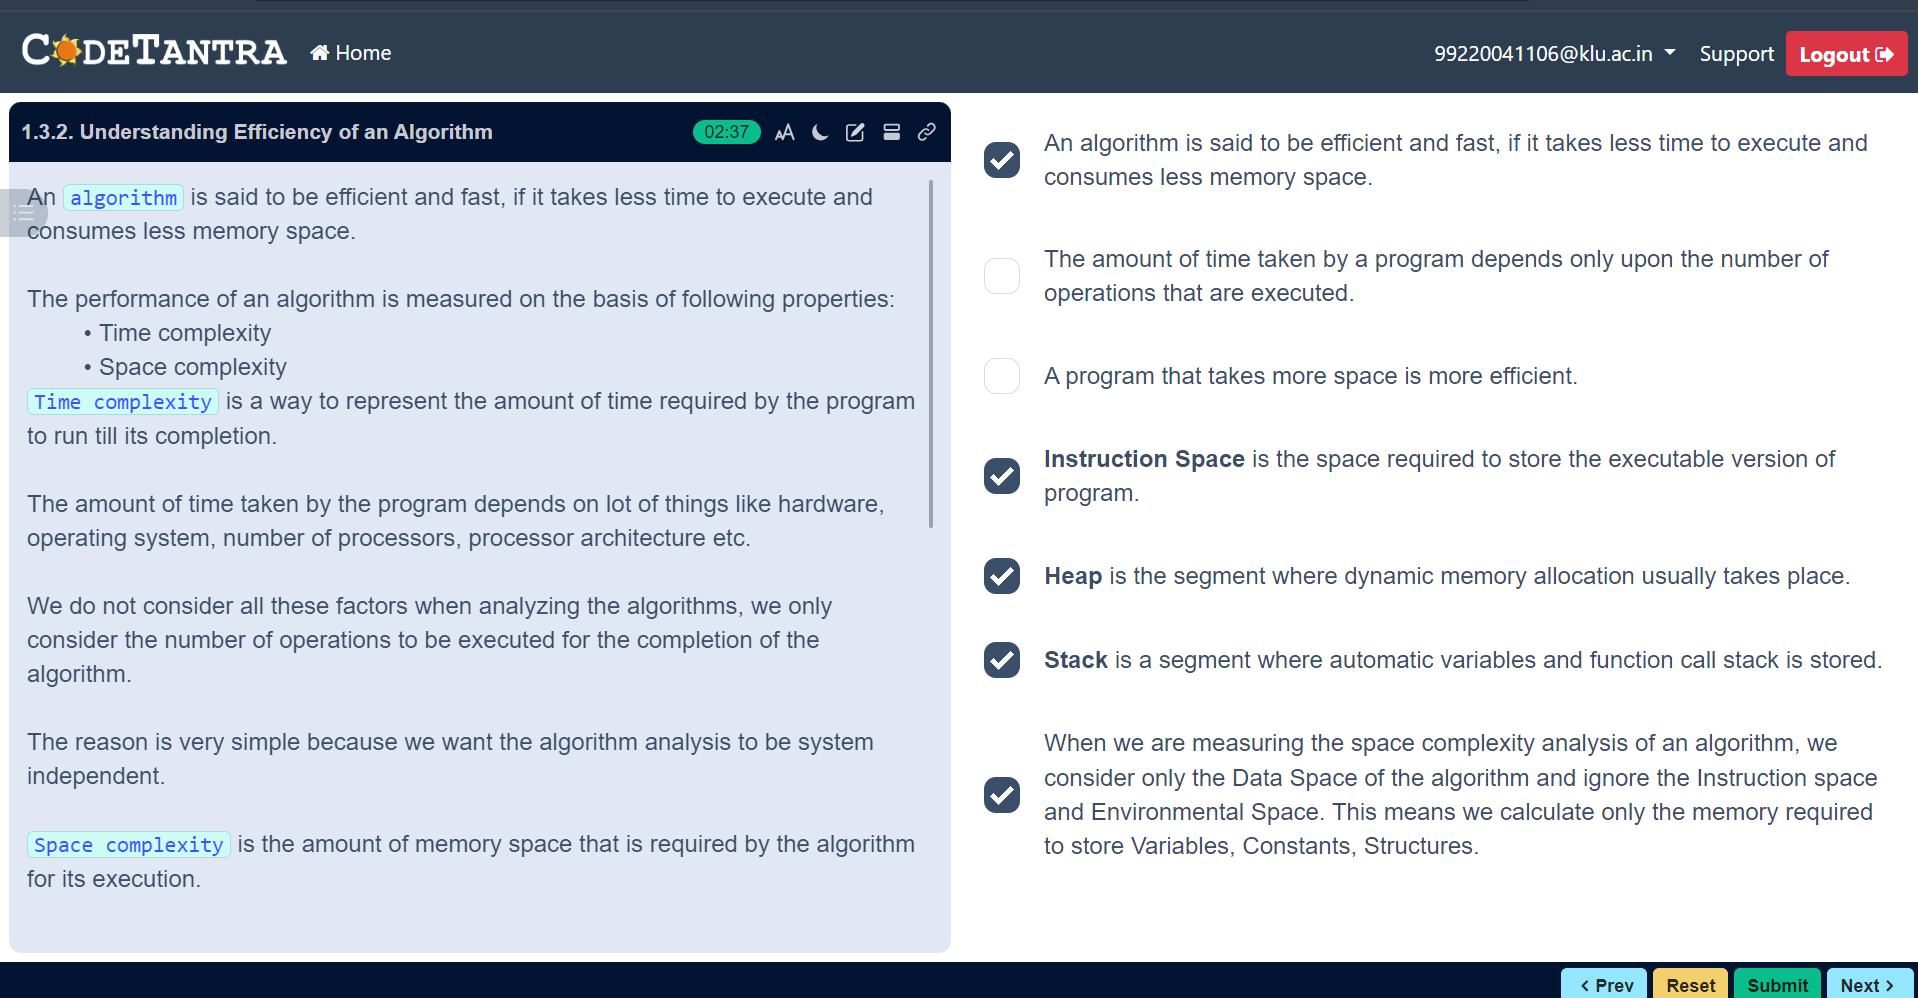 CODETANTRA
Home
99220041106@klu.ac.in
Support
Logout
1.3.2. Understanding Efficiency of an Algorithm
02:37
An algorithm is said to be efficient and fast, if it takes less time to execute and
consumes less memory space.
The performance of an algorithm is measured on the basis of following properties:
• Time complexity
• Space complexity
Time complexity is a way to represent the amount of time required by the program
to run till its completion.
The amount of time taken by the program depends on lot of things like hardware,
operating system, number of processors, processor architecture etc.
We do not consider all these factors when analyzing the algorithms, we only
consider the number of operations to be executed for the completion of the
algorithm.
The reason is very simple because we want the algorithm analysis to be system
independent.
Space complexity is the amount of memory space that is required by the algorithm
for its execution.
An algorithm is said to be efficient and fast, if it takes less time to execute and
consumes less memory space.
The amount of time taken by a program depends only upon the number of
operations that are executed.
A program that takes more space is more efficient.
Instruction Space is the space required to store the executable version of
program.
Heap is the segment where dynamic memory allocation usually takes place.
Stack is a segment where automatic variables and function call stack is stored.
When we are measuring the space complexity analysis of an algorithm, we
consider only the Data Space of the algorithm and ignore the Instruction space
and Environmental Space. This means we calculate only the memory required
to store Variables, Constants, Structures.
< Prev
Reset
Submit
Next >